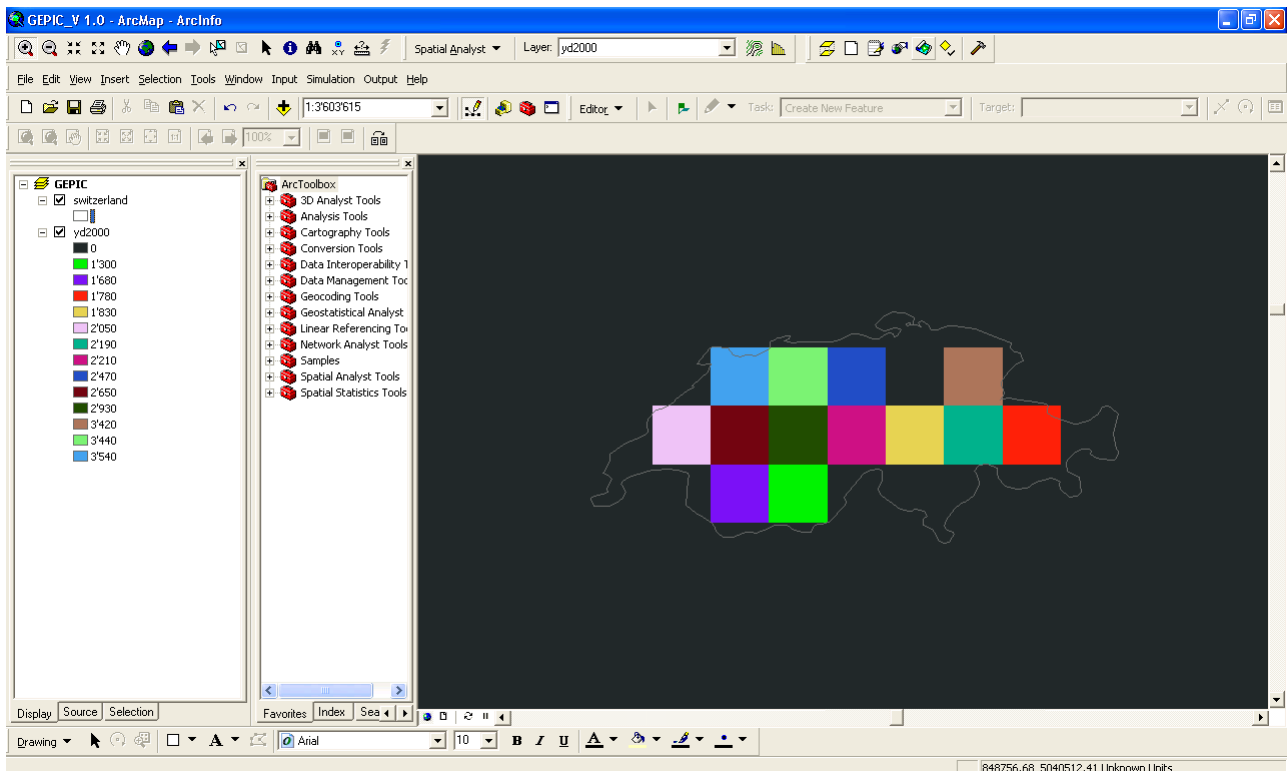 GEPIC_V 1.0 - ArcMap - ArcInfo
Spatial Analyst
Layer: yd2000
File Edit View Insert Selection Tools Window Input Simulation Output Help
1:3'603'615
Editor
Task: Create New Feature
Target:
100%
GEPIC
switzerland
yd2000
0
1'300
1'680
1'780
1'830
2'050
2'190
2'210
2'470
2'650
2'930
3'420
3'440
3'540
Display Source Selection
ArcToolbox
3D Analyst Tools
Analysis Tools
Cartography Tools
Conversion Tools
Data Interoperability T
Data Management Toc
Geocoding Tools
Geostatistical Analyst
Linear Referencing To
Network Analyst Tools
Samples
Spatial Analyst Tools
Spatial Statistics Tools
Favorites Index Sea
Drawing
A
Arial
10
B I U A
848756.68 5040512.41 Unknown Units